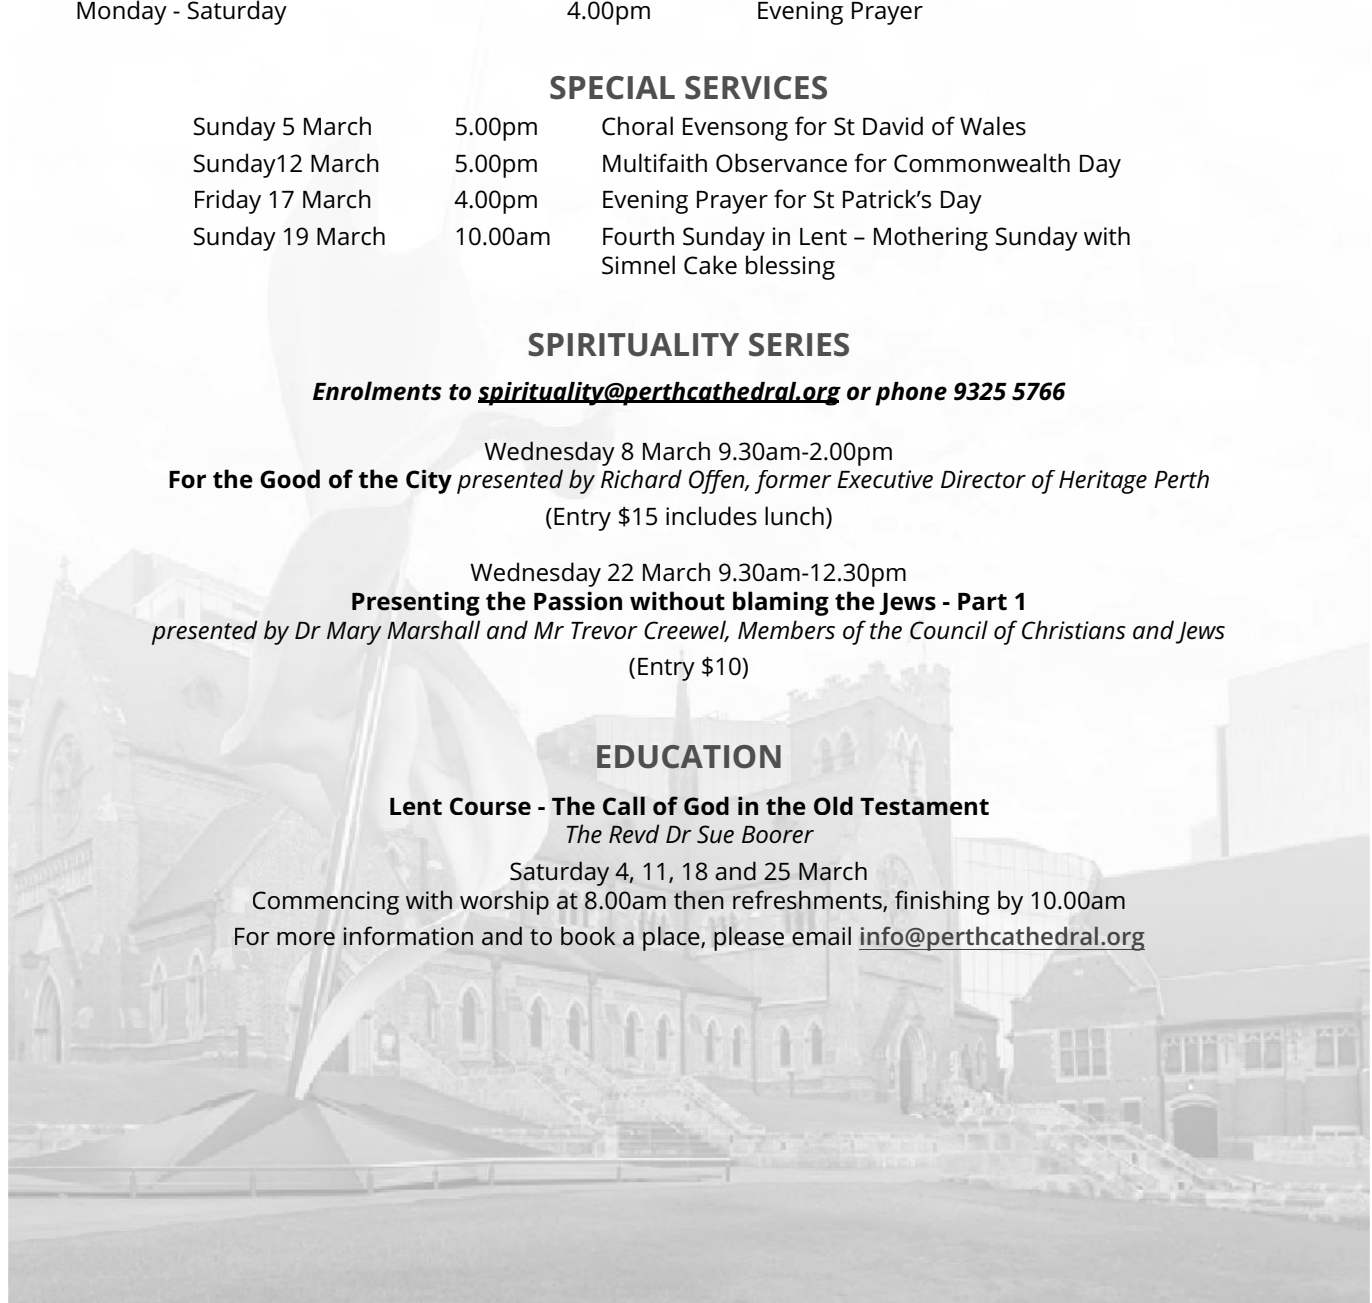 Monday - Saturday 4.00pm Evening Prayer
SPECIAL SERVICES
Sunday 5 March 5.00pm Choral Evensong for St David of Wales
Sunday12 March 5.00pm Multifaith Observance for Commonwealth Day
Friday 17 March 4.00pm Evening Prayer for St Patrick’s Day
Sunday 19 March 10.00am Fourth Sunday in Lent – Mothering Sunday with
Simnel Cake blessing
SPIRITUALITY SERIES
Enrolments to spirituality@perthcathedral.org or phone 9325 5766
Wednesday 8 March 9.30am-2.00pm
For the Good of the City presented by Richard Offen, former Executive Director of Heritage Perth
(Entry $15 includes lunch)
Wednesday 22 March 9.30am-12.30pm
Presenting the Passion without blaming the Jews - Part 1
presented by Dr Mary Marshall and Mr Trevor Creewel, Members of the Council of Christians and Jews
(Entry $10)
EDUCATION
Lent Course - The Call of God in the Old Testament
The Revd Dr Sue Boorer
Saturday 4, 11, 18 and 25 March
Commencing with worship at 8.00am then refreshments, finishing by 10.00am
For more information and to book a place, please email info@perthcathedral.org